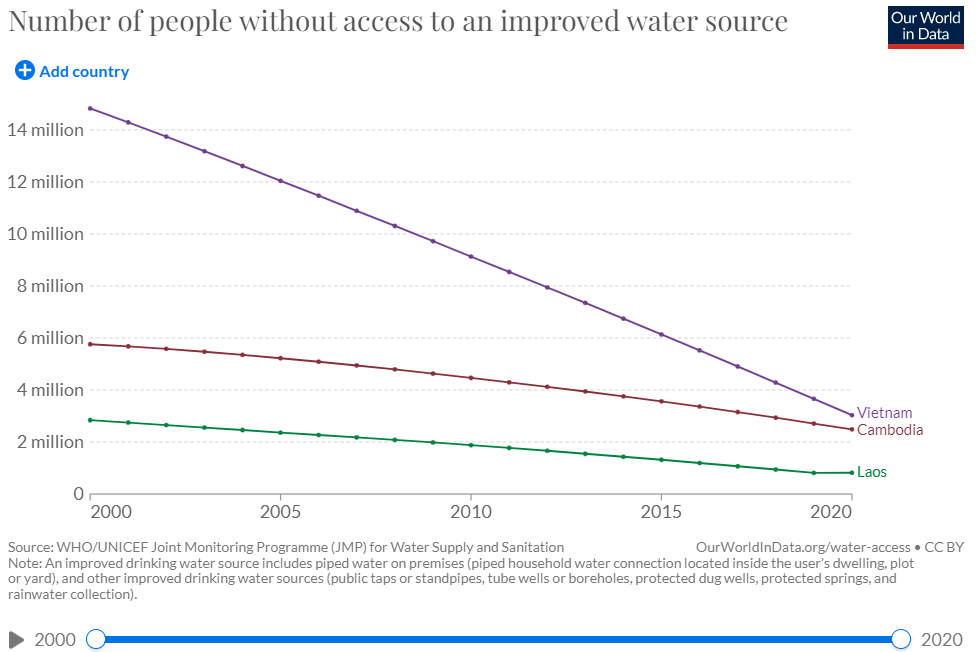 Number of people without access to an improved water source
Our World
in Data
Add country
14 million
12 million
10 million
8 million
6 million
4 million
2 million
0
Vietnam
Cambodia
Laos
2000
2005
2010
2015
2020
Source: WHO/UNICEF Joint Monitoring Programme (JMP) for Water Supply and Sanitation
OurWorldInData.org/water-access • CC BY
Note: An improved drinking water source includes piped water on premises (piped household water connection located inside the user's dwelling, plot
or yard), and other improved drinking water sources (public taps or standpipes, tube wells or boreholes, protected dug wells, protected springs, and
rainwater collection).
2000
2020